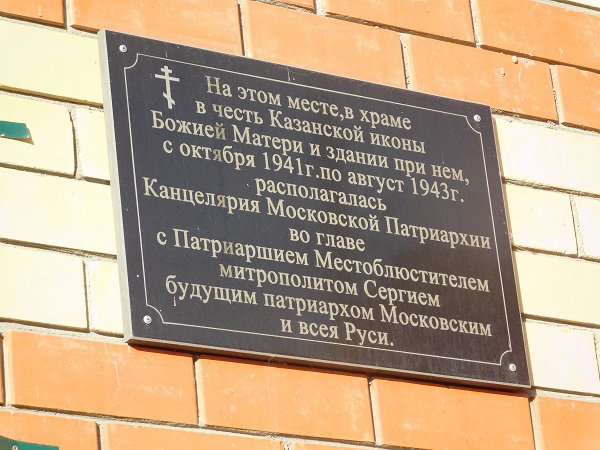 На этом месте,в храме
в честь Казанской иконы
Божией Матери и здании при нем,
с октября 1941г.по август 1943г.
располагалась
Канцелярия Московской Патриархии
во главе
с Патриаршием Местоблюстителем
митрополитом Сергием
будущим патриархом Московским
и всея Руси.